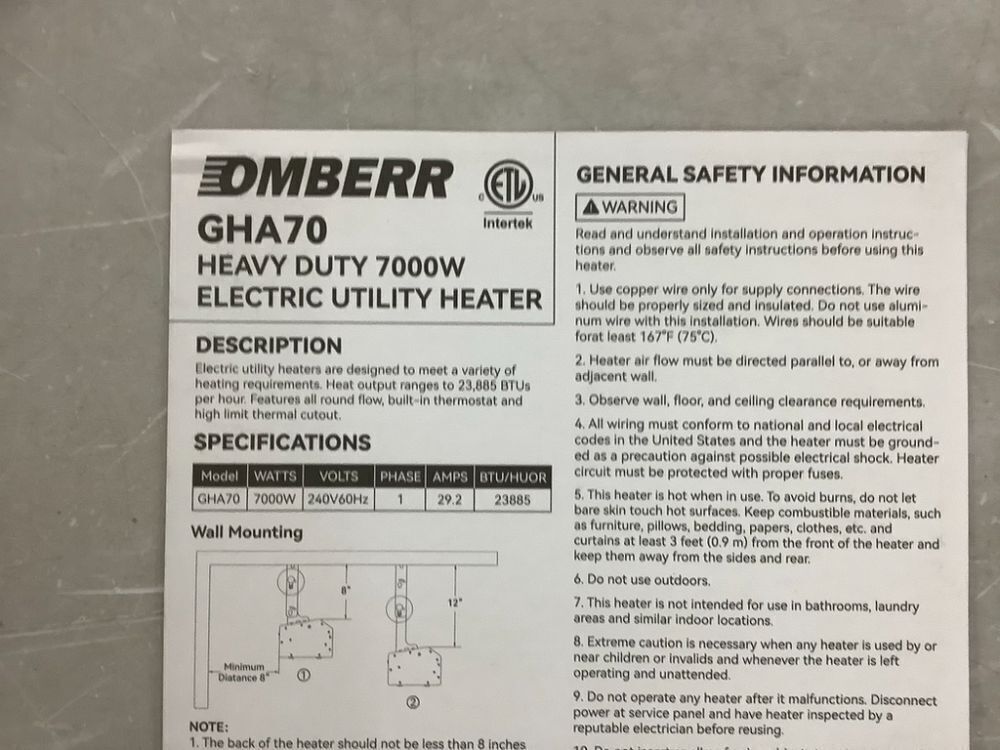 OMBERR
C ETL US
Intertek
GHA70
HEAVY DUTY 7000W
ELECTRIC UTILITY HEATER
DESCRIPTION
Electric utility heaters are designed to meet a variety of
heating requirements. Heat output ranges to 23,885 BTUs
per hour. Features all round flow, built-in thermostat and
high limit thermal cutout.
SPECIFICATIONS
Model WATTS VOLTS PHASE AMPS BTU/HUOR
GHA70 7000W 240V60Hz 1 29.2 23885
Wall Mounting
8"
12"
Minimum
Diatance 8"
①
②
NOTE:
1. The back of the heater should not be less than 8 inches
GENERAL SAFETY INFORMATION
WARNING
Read and understand installation and operation instruc-
tions and observe all safety instructions before using this
heater.
1. Use copper wire only for supply connections. The wire
should be properly sized and insulated. Do not use alumi-
num wire with this installation. Wires should be suitable
forat least 167°F (75°C).
2. Heater air flow must be directed parallel to, or away from
adjacent wall.
3. Observe wall, floor, and ceiling clearance requirements.
4. All wiring must conform to national and local electrical
codes in the United States and the heater must be ground-
ed as a precaution against possible electrical shock. Heater
circuit must be protected with proper fuses.
5. This heater is hot when in use. To avoid burns, do not let
bare skin touch hot surfaces. Keep combustible materials, such
as furniture, pillows, bedding, papers, clothes, etc. and
curtains at least 3 feet (0.9 m) from the front of the heater and
keep them away from the sides and rear.
6. Do not use outdoors.
7. This heater is not intended for use in bathrooms, laundry
areas and similar indoor locations.
8. Extreme caution is necessary when any heater is used by or
near children or invalids and whenever the heater is left
operating and unattended.
9. Do not operate any heater after it malfunctions. Disconnect
power at service panel and have heater inspected by a
reputable electrician before reusing.